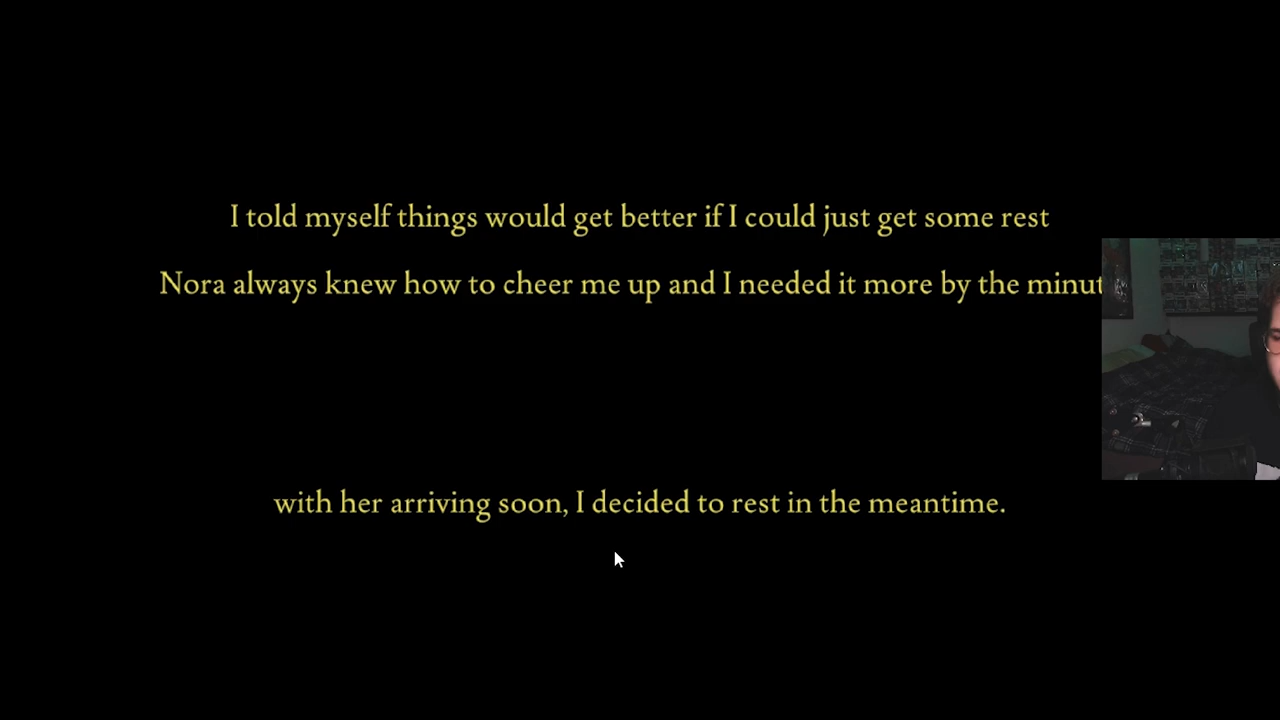 I told myself things would get better if I could just get some rest
Nora always knew how to cheer me up and I needed it more by the
with her arriving soon, I decided to rest in the meantime.